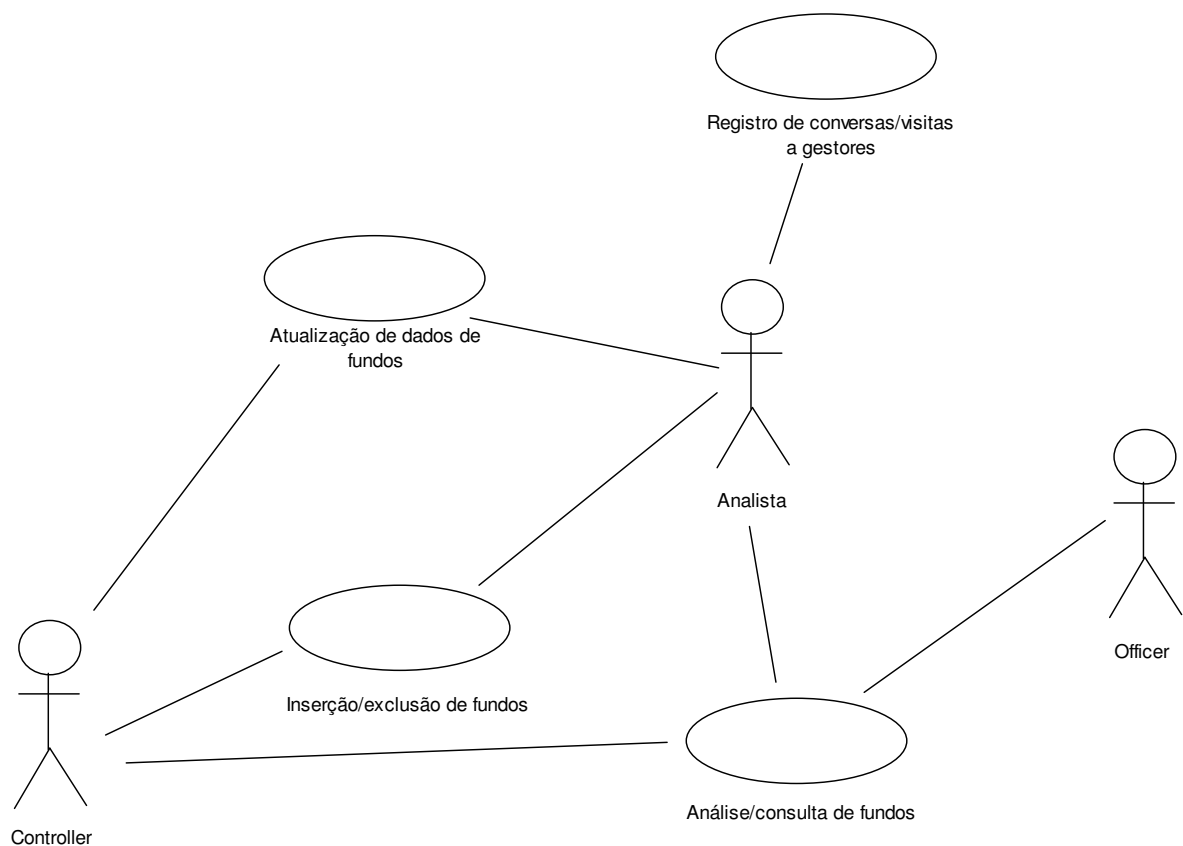 Registro de conversas/visitas
a gestores
Atualização de dados de
fundos
Analista
Officer
Inserção/exclusão de fundos
Análise/consulta de fundos
Controller